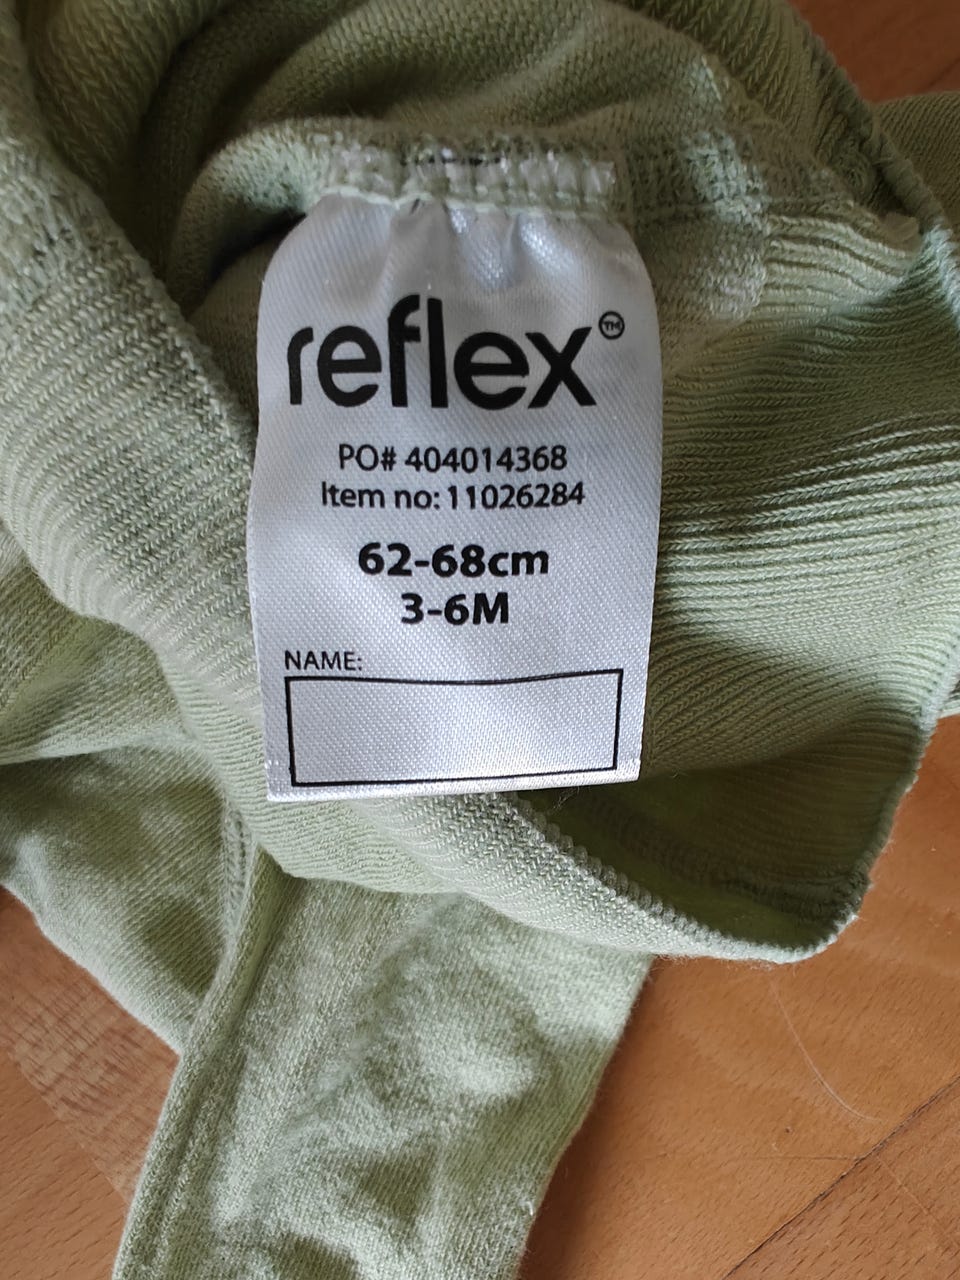 reflex™
PO# 404014368
Item no: 11026284
62-68cm
3-6M
NAME: